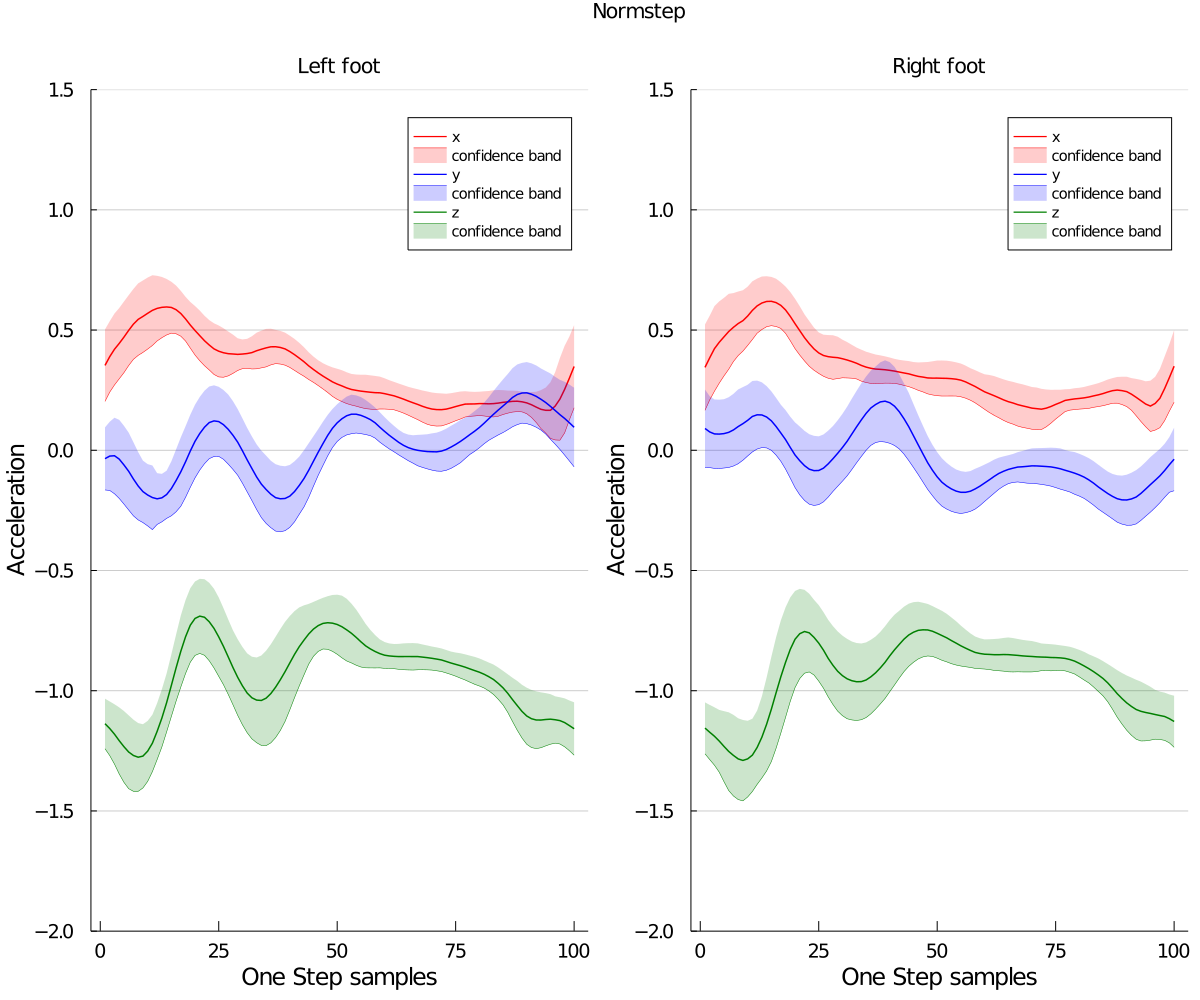 Normstep
Left foot
Right foot
1.5
1.0
0.5
0.0
−0.5
−1.0
−1.5
−2.0
Acceleration
x
confidence band
y
confidence band
z
confidence band
0 25 50 75 100
One Step samples
1.5
1.0
0.5
0.0
−0.5
−1.0
−1.5
−2.0
Acceleration
x
confidence band
y
confidence band
z
confidence band
0 25 50 75 100
One Step samples